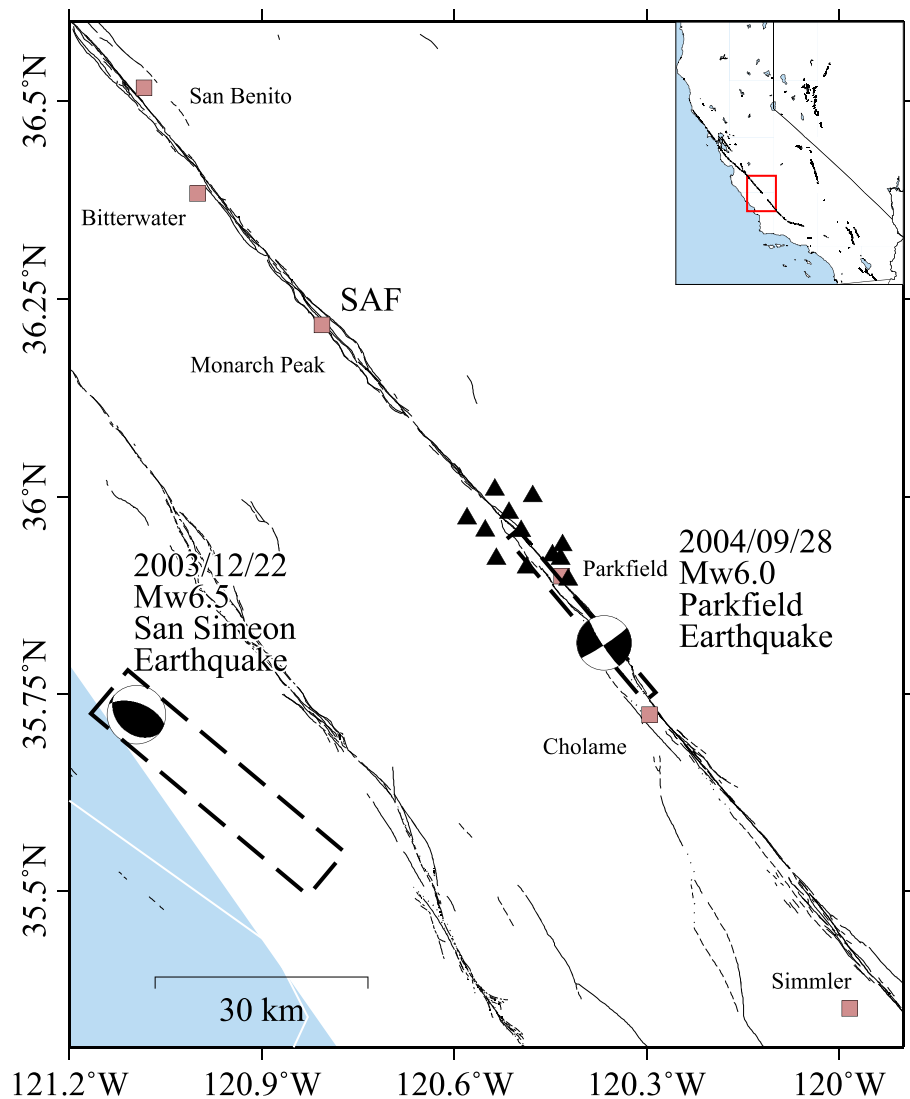 36.5°N
36.25°N
36°N
35.75°N
35.5°N
San Benito
Bitterwater
SAF
Monarch Peak
2003/12/22
Mw6.5
San Simeon
Earthquake
Parkfield
2004/09/28
Mw6.0
Parkfield
Earthquake
Cholame
Simmler
30 km
121.2°W
120.9°W
120.6°W
120.3°W
120°W